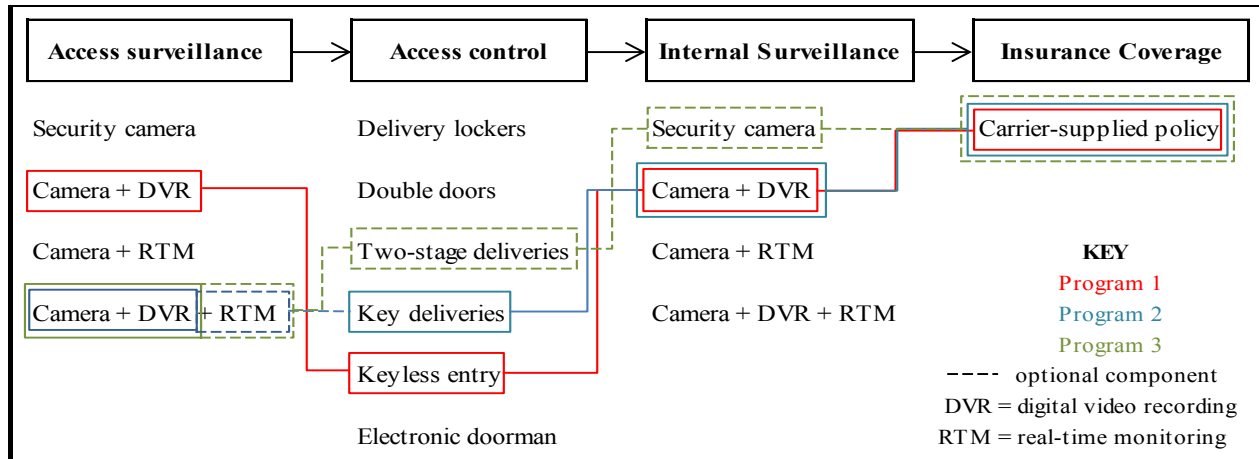 Access surveillance
Access control
Internal Surveillance
Insurance Coverage
Security camera
Delivery lockers
Security camera
Carrier-supplied policy
Camera + DVR
Double doors
Camera + DVR
Camera + RTM
Two-stage deliveries
Camera + RTM
Camera + DVR + RTM
Key deliveries
Camera + DVR + RTM
Keyless entry
Electronic doorman
KEY
Program 1
Program 2
Program 3
optional component
DVR = digital video recording
RTM = real-time monitoring